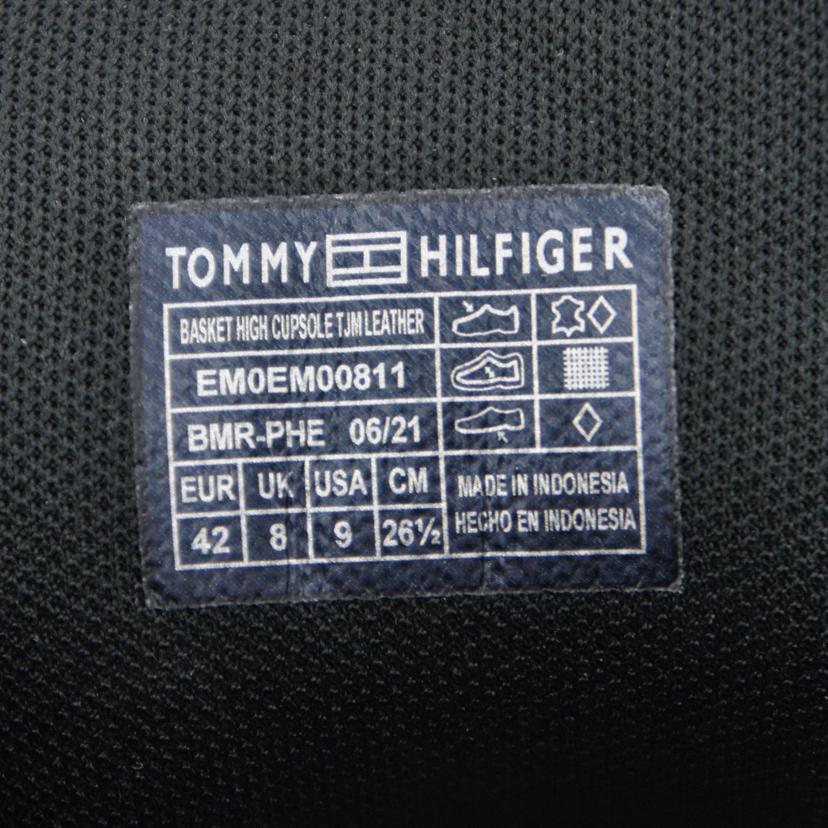 TOMMY HILFIGER
BASKET HIGH CUPSOLE TJM LEATHER
EM0EM00811
BMR-PHE 06/21
EUR UK USA CM
42 8 9 26½
MADE IN INDONESIA
HECHO EN INDONESIA